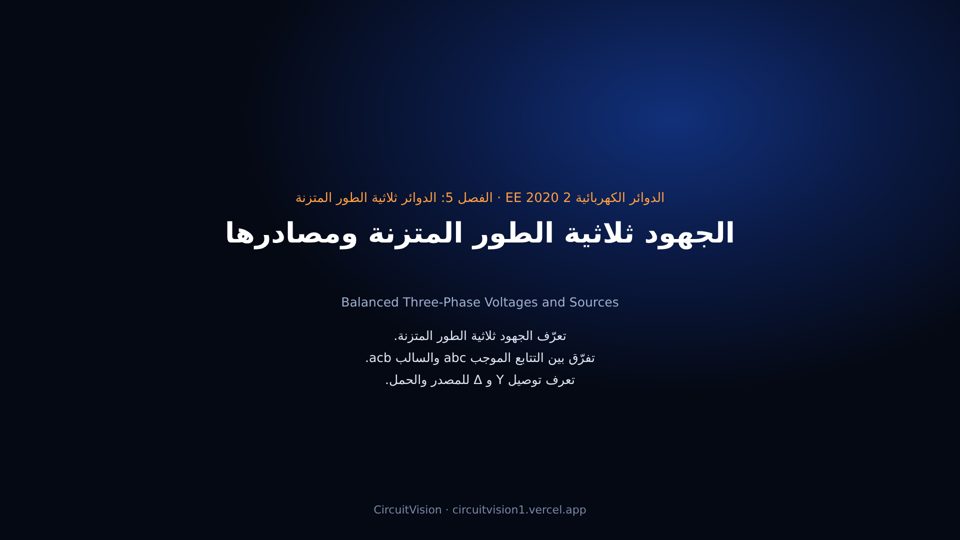 الدوائر الكهربائية 2 EE 2020 · الفصل 5: الدوائر ثلاثية الطور المتزنة
الجهود ثلاثية الطور المتزنة ومصادرها
Balanced Three-Phase Voltages and Sources
تعرّف الجهود ثلاثية الطور المتزنة.
تفرّق بين التتابع الموجب abc والسالب acb.
تعرف توصيل Y و Δ للمصدر والحمل.
CircuitVision · circuitvision1.vercel.app